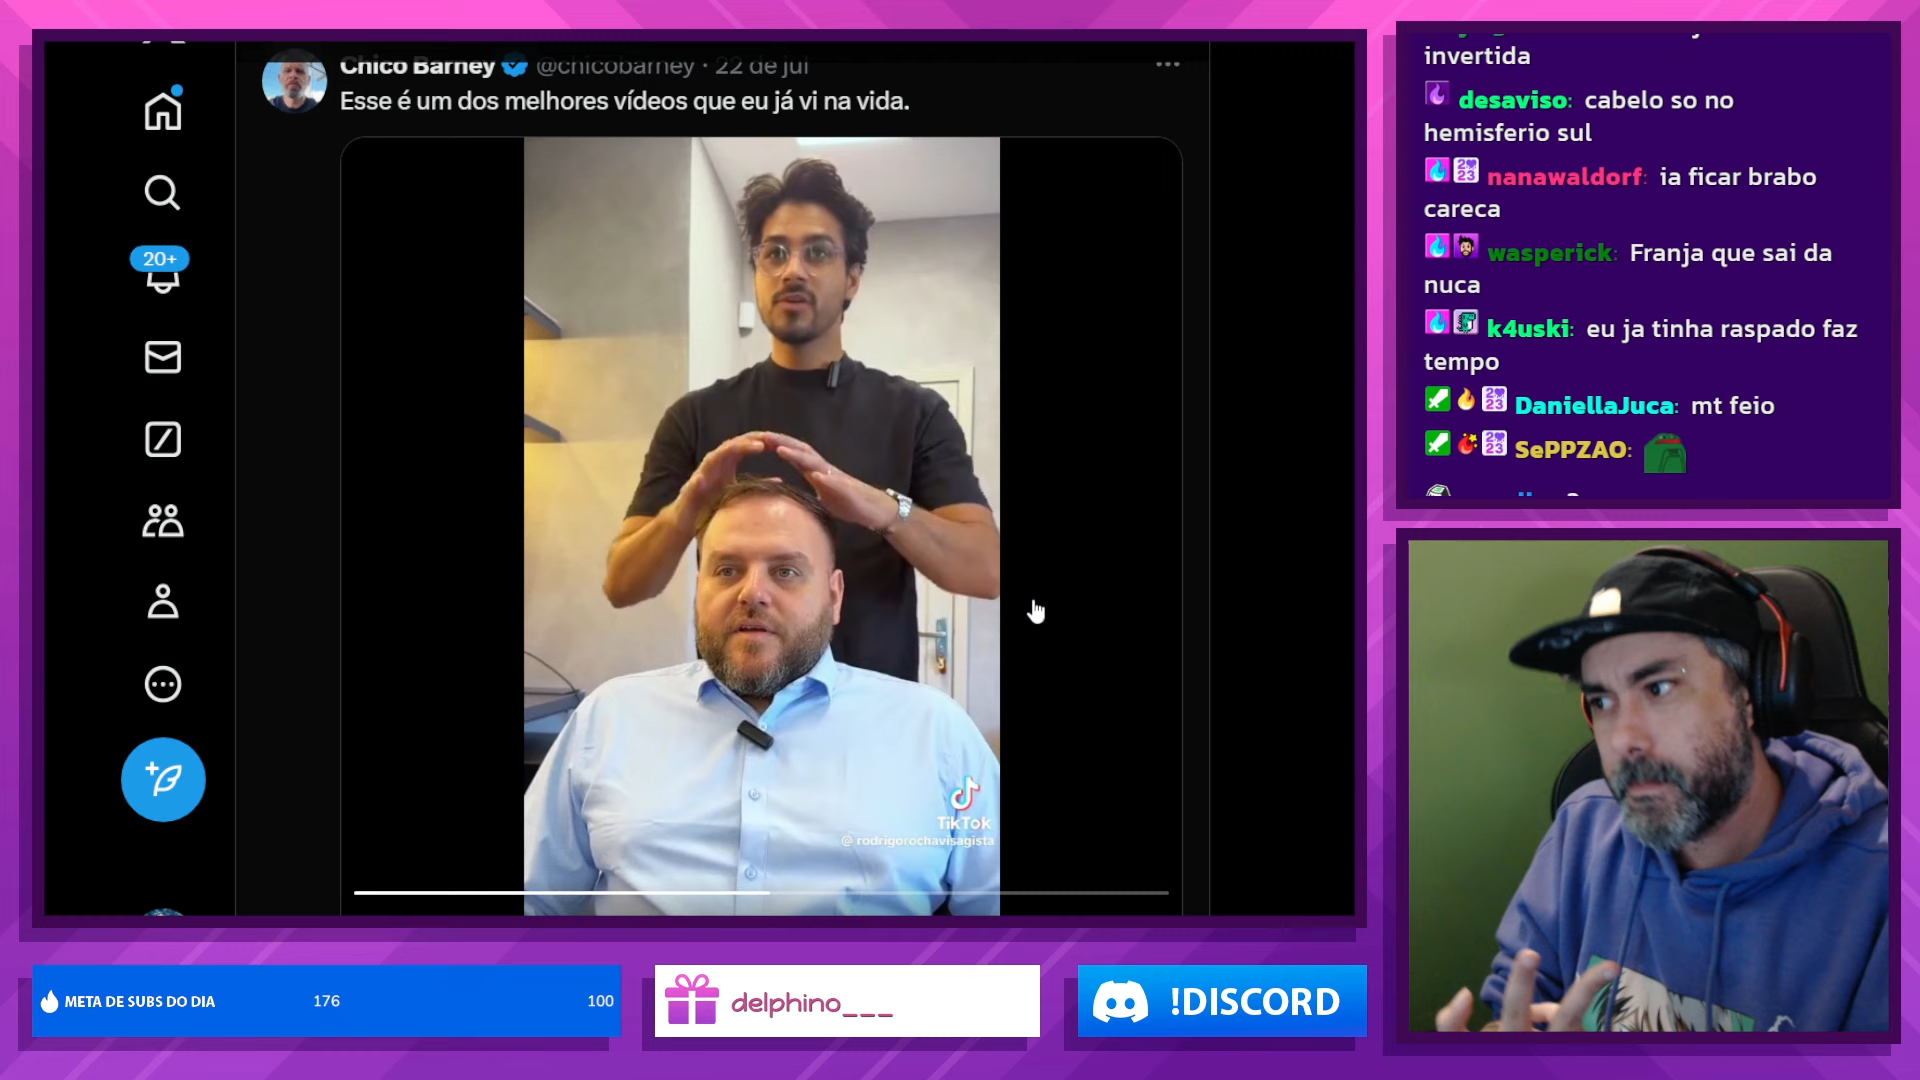 Chico Barney @chicobarney · 22 de jul
Esse é um dos melhores vídeos que eu já vi na vida.
20+
TikTok
@rodrigorochavisagista
META DE SUBS DO DIA 176 100
delphino___
!DISCORD
invertida
desaviso: cabelo so no
hemisferio sul
nanawaldorf: ia ficar brabo
careca
wasperick: Franja que sai da
nuca
k4uski: eu ja tinha raspado faz
tempo
DaniellaJuca: mt feio
SePPZAO: